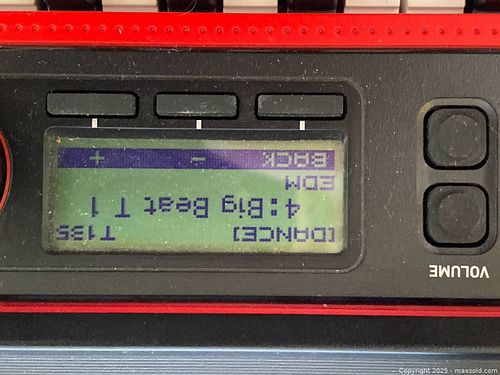 [DANCE] T135
4:Big Beat T 1
EDM
BACK - +
VOLUME
Copyright 2025 - maxsold.com